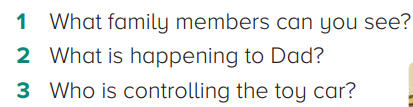 1 What family members can you see?
2 What is happening to Dad?
3 Who is controlling the toy car?